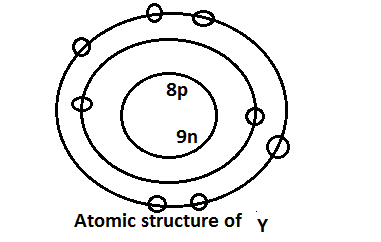 8p
9n
Atomic structure of Y